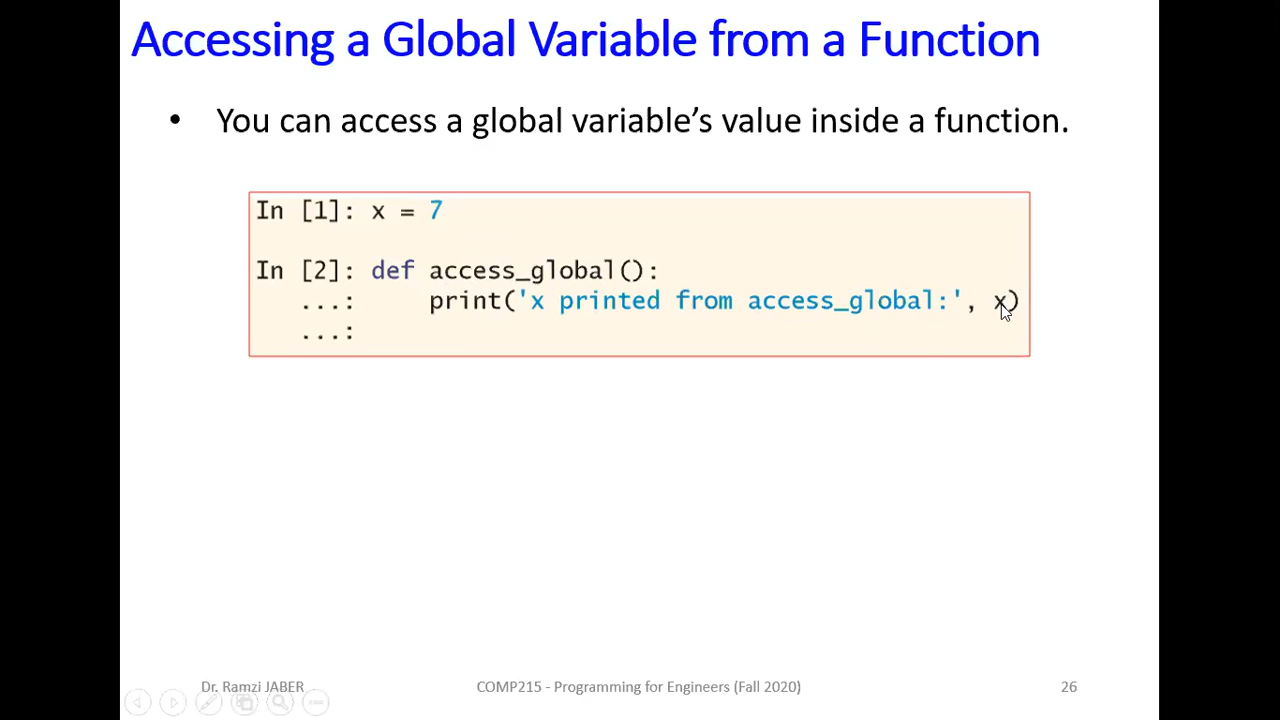 Accessing a Global Variable from a Function
• You can access a global variable’s value inside a function.
In [1]: x = 7
In [2]: def access_global():
...: print('x printed from access_global:', x)
...:
Dr. Ramzi JABER COMP215 - Programming for Engineers (Fall 2020) 26